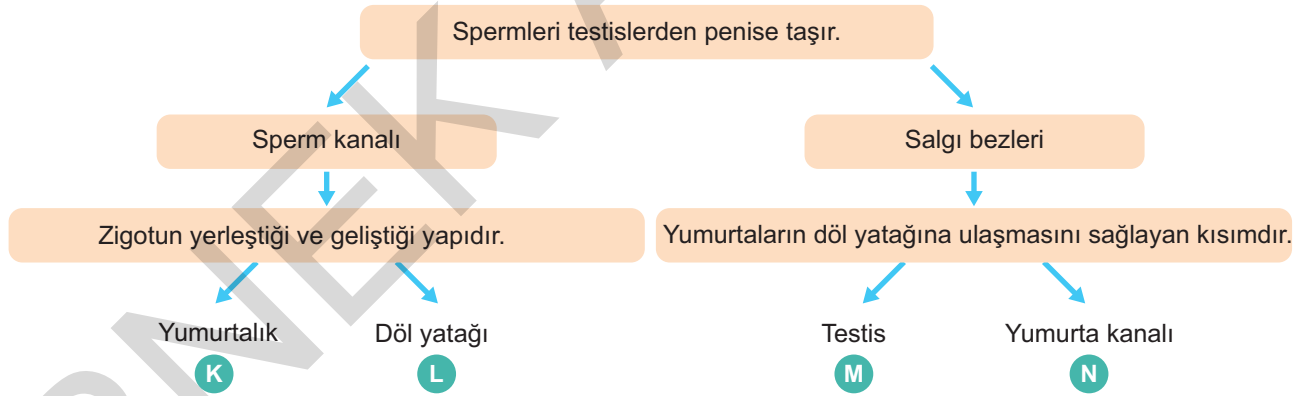 Spermleri testislerden penise taşır.
Sperm kanalı
Salgı bezleri
Zigotun yerleştiği ve geliştiği yapıdır.
Yumurtaların döl yatağına ulaşmasını sağlayan kısımdır.
Yumurtalık
Döl yatağı
Testis
Yumurta kanalı
K
L
M
N